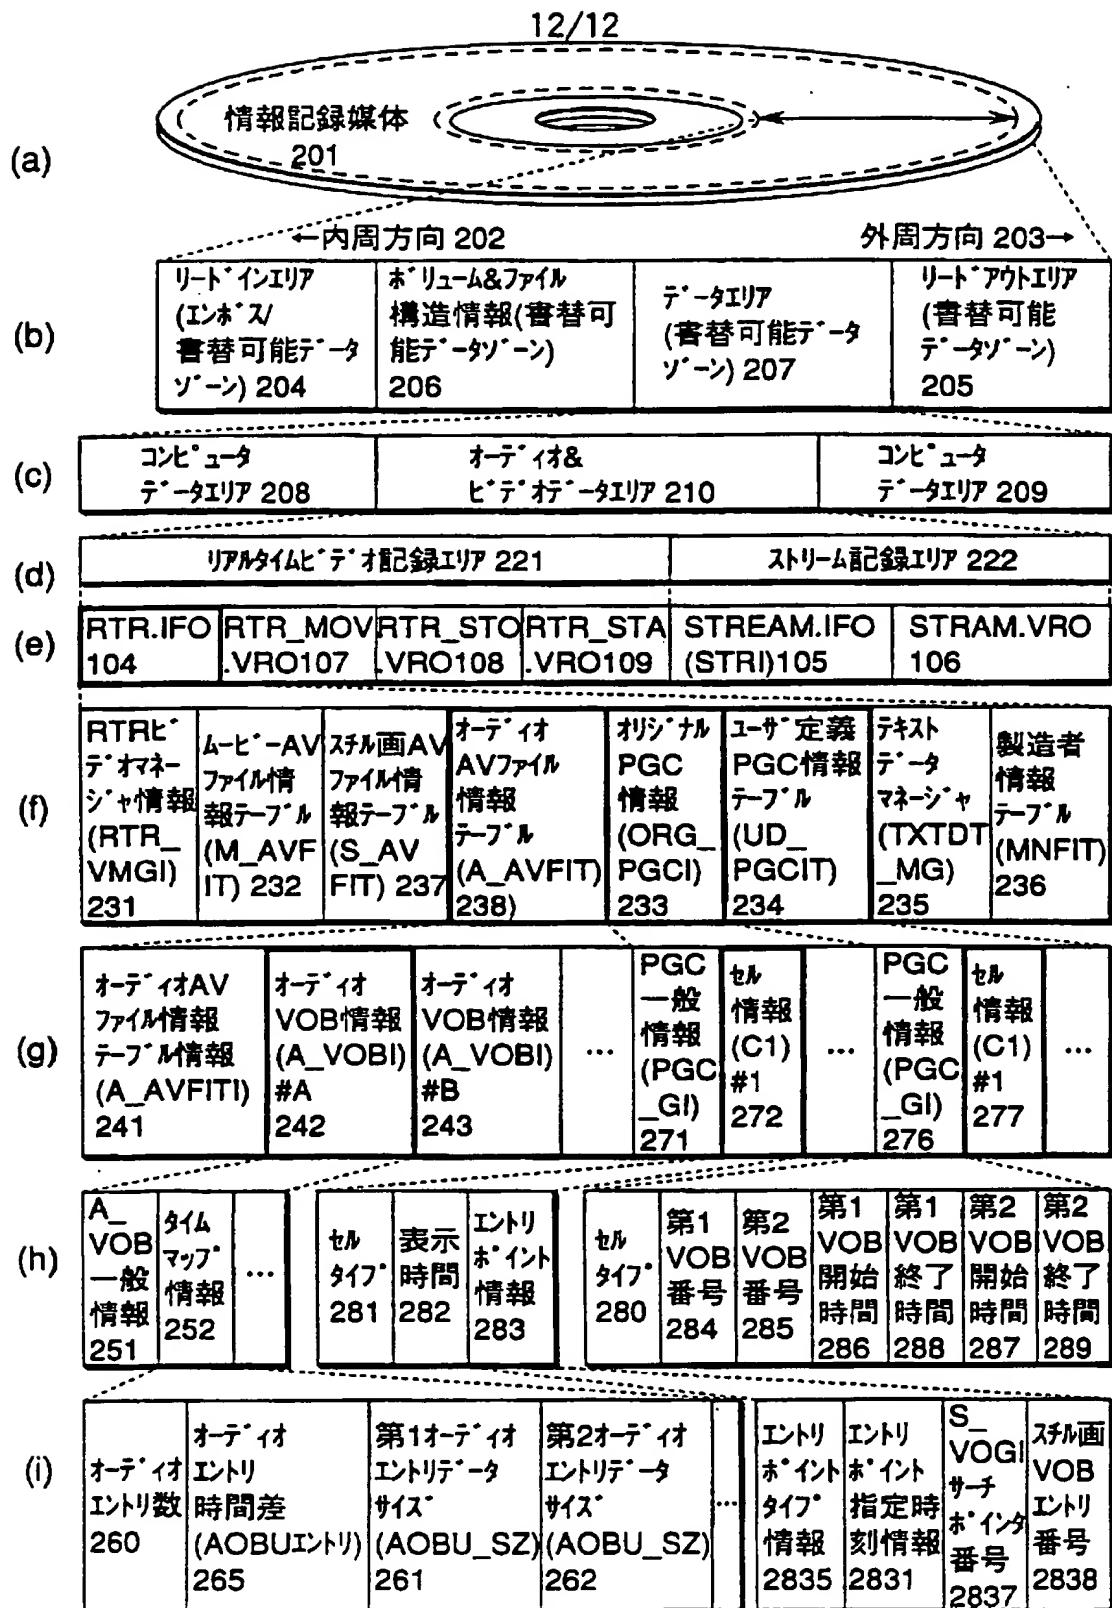 12/12
(a)
情報記録媒体
201
←内周方向 202
外周方向 203→
(b)
リードインエリア
(エンボス/
書替可能データ
ゾーン) 204
ボリューム&ファイル
構造情報(書替可
能データゾーン)
206
データエリア
(書替可能データ
ゾーン) 207
リードアウトエリア
(書替可能
データゾーン)
205
(c)
コンピュータ
データエリア 208
オーディオ&
ビデオデータエリア 210
コンピュータ
データエリア 209
(d)
リアルタイムビデオ記録エリア 221
ストリーム記録エリア 222
(e)
RTR.IFO
104
RTR_MOV
.VRO107
RTR_STO
.VRO108
RTR_STA
.VRO109
STREAM.IFO
(STRI)105
STRAM.VRO
106
(f)
RTRビ
デオマネー
ジャ情報
(RTR_
VMGI)
231
ムービーAV
ファイル情
報テーブル
(M_AVF
IT) 232
スチル画AV
ファイル情
報テーブル
(S_AV
FIT) 237
オーディオ
AVファイル
情報
テーブル
(A_AVFIT)
238)
オリジナル
PGC
情報
(ORG_
PGCI)
233
ユーザ定義
PGC情報
テーブル
(UD_
PGCIT)
234
テキスト
データ
マネージャ
(TXTDT
_MG)
235
製造者
情報
テーブル
(MNFIT)
236
(g)
オーディオAV
ファイル情報
テーブル情報
(A_AVFITI)
241
オーディオ
VOB情報
(A_VOBI)
#A
242
オーディオ
VOB情報
(A_VOBI)
#B
243
…
PGC
一般
情報
(PGC
_GI)
271
セル
情報
(C1)
#1
272
…
PGC
一般
情報
(PGC
_GI)
276
セル
情報
(C1)
#1
277
…
(h)
A_
VOB
一般
情報
251
タイム
マップ
情報
252
…
セル
タイプ
281
表示
時間
282
エントリ
ポイント
情報
283
セル
タイプ
280
第1
VOB
番号
284
第2
VOB
番号
285
第1
VOB
開始
時間
286
第1
VOB
終了
時間
288
第2
VOB
開始
時間
287
第2
VOB
終了
時間
289
(i)
オーディオ
エントリ数
260
オーディオ
エントリ
時間差
(AOBUエントリ)
265
第1オーディオ
エントリデータ
サイズ
(AOBU_SZ)
261
第2オーディオ
エントリデータ
サイズ
(AOBU_SZ)
262
…
エントリ
ポイント
タイプ
情報
2835
エントリ
ポイント
指定時
刻情報
2831
S_
VOGI
サーチ
ポインタ
番号
2837
スチル画
VOB
エントリ
番号
2838